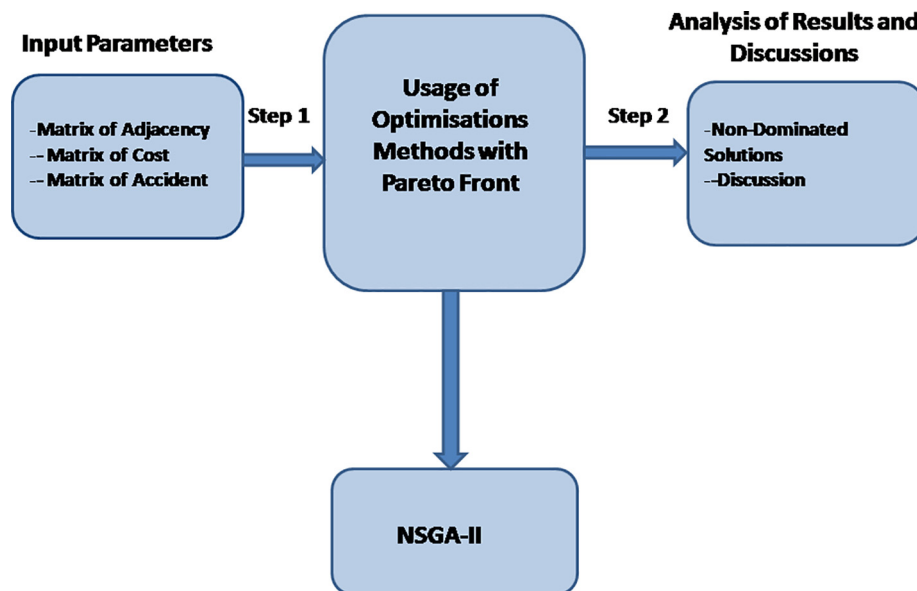 Input Parameters
-Matrix of Adjacency
-- Matrix of Cost
-- Matrix of Accident
Step 1
Usage of
Optimisations
Methods with
Pareto Front
Step 2
Analysis of Results and
Discussions
-Non-Dominated
Solutions
--Discussion
NSGA-II